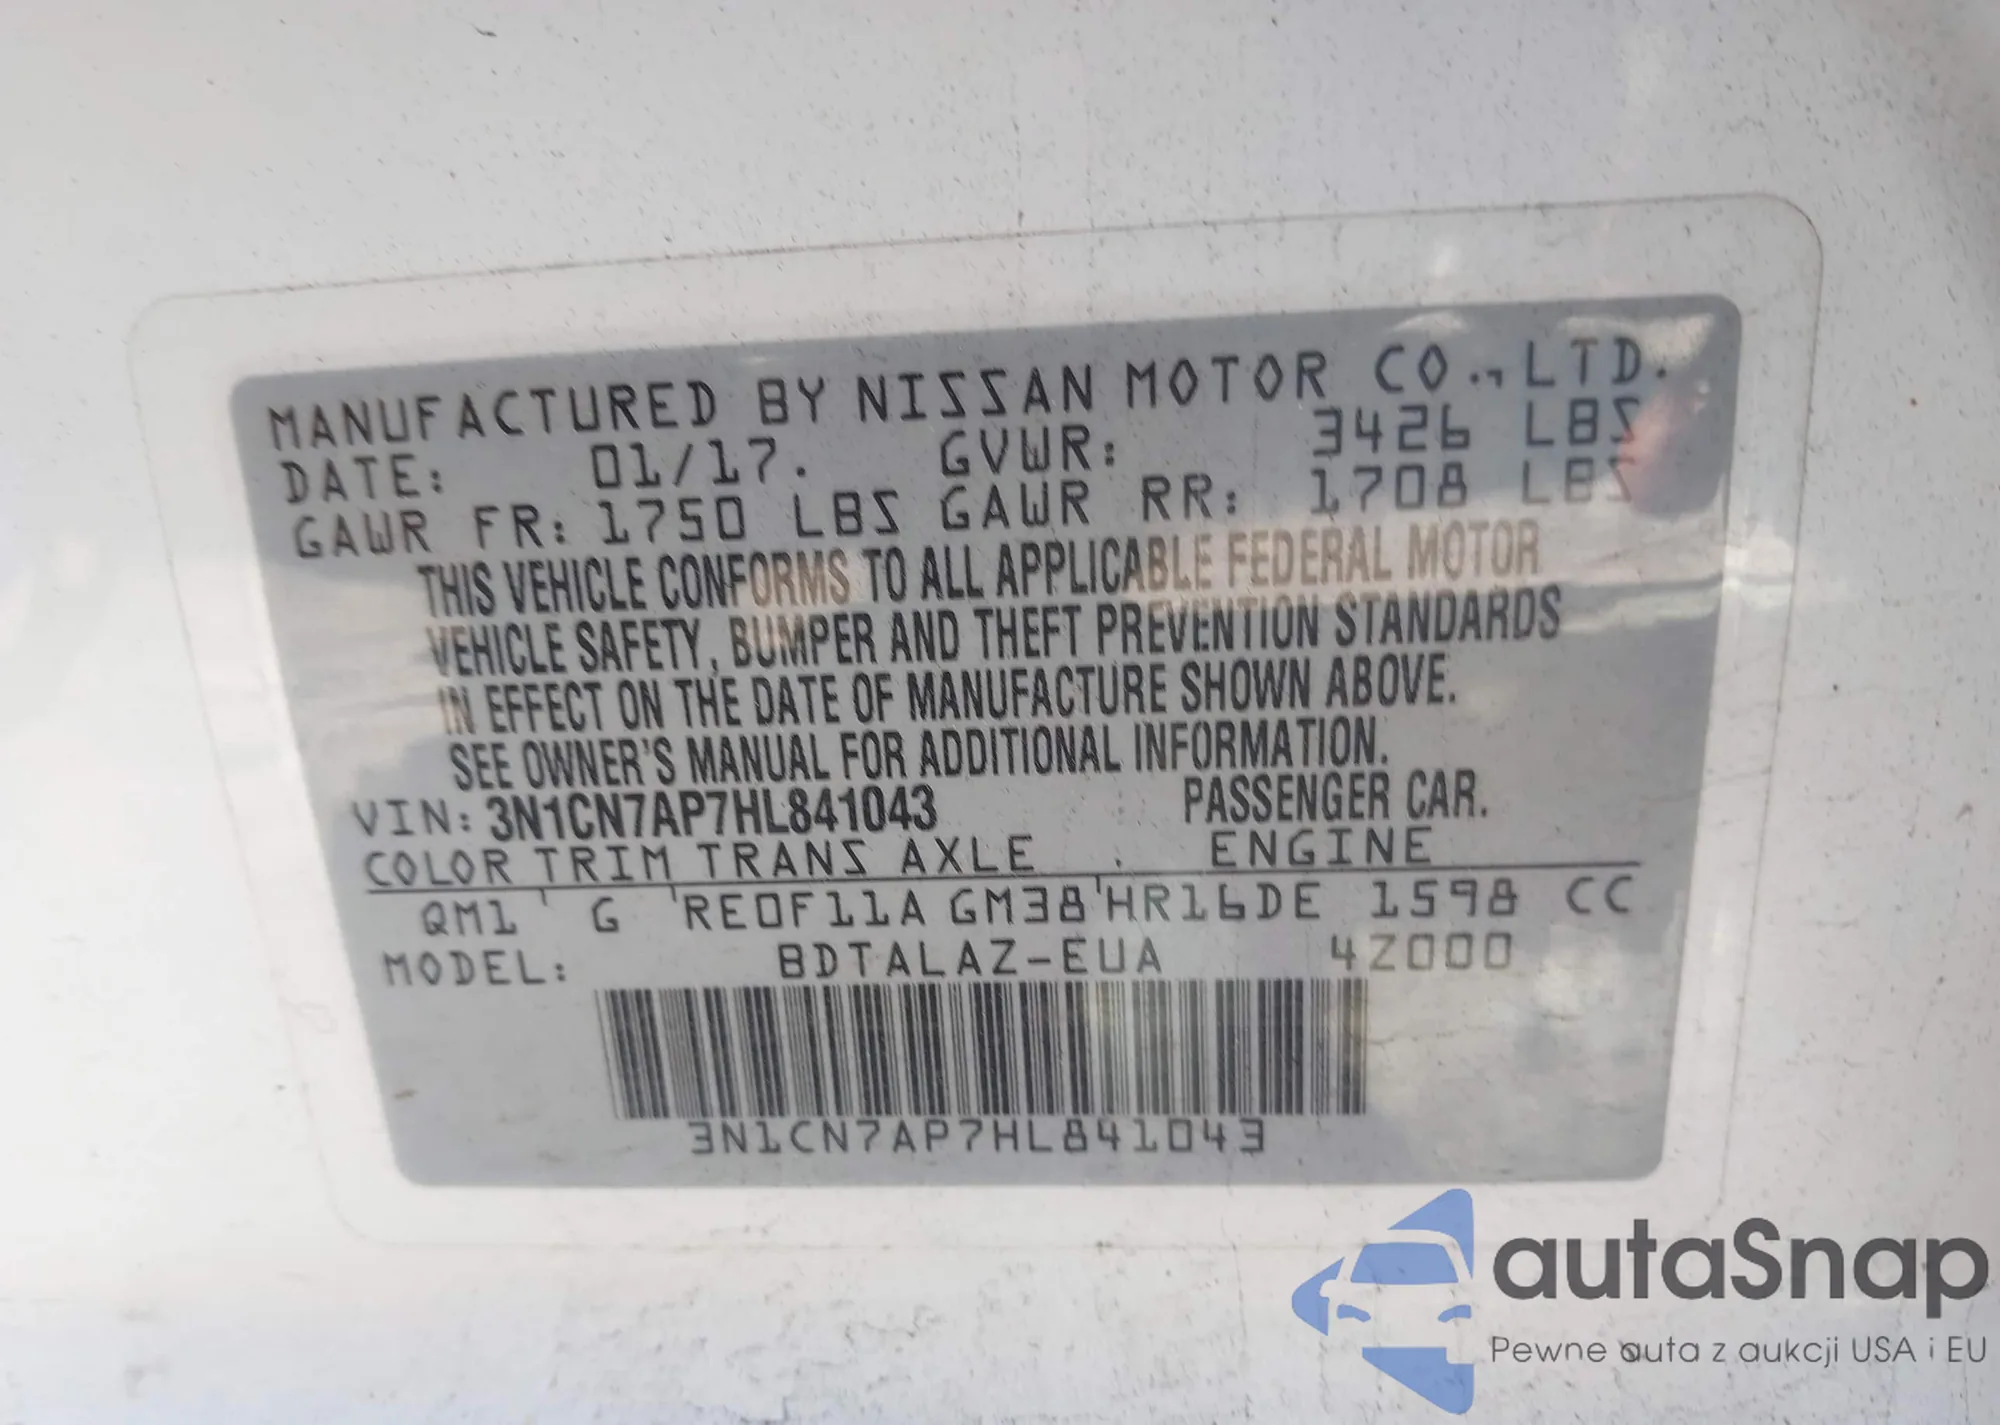 MANUFACTURED BY NISSAN MOTOR CO., LTD.
DATE: 01/17. GVWR: 3426 LBS
GAWR FR: 1750 LBS GAWR RR: 1708 LBS
THIS VEHICLE CONFORMS TO ALL APPLICABLE FEDERAL MOTOR
VEHICLE SAFETY, BUMPER AND THEFT PREVENTION STANDARDS
IN EFFECT ON THE DATE OF MANUFACTURE SHOWN ABOVE.
SEE OWNER'S MANUAL FOR ADDITIONAL INFORMATION.
VIN: 3N1CN7AP7HL841043 PASSENGER CAR.
COLOR TRIM TRANS AXLE ENGINE
QM1 G RE0F11A GM38 HR16DE 1598 CC
MODEL: BDTALAZ-EUA 4Z000
3N1CN7AP7HL841043
autaSnap
Pewne auta z aukcji USA i EU